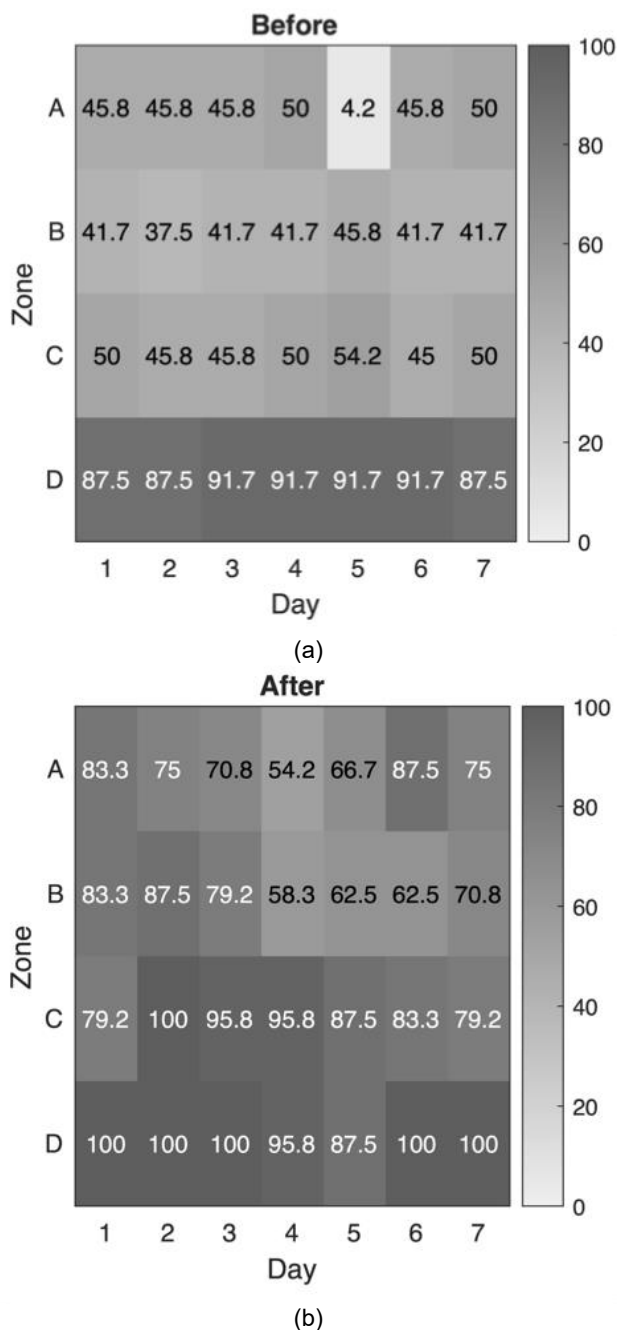 Before
A 45.8 45.8 45.8 50 4.2 45.8 50 100
80
B 41.7 37.5 41.7 41.7 45.8 41.7 41.7 60
Zone
40
C 50 45.8 45.8 50 54.2 45 50
20
D 87.5 87.5 91.7 91.7 91.7 91.7 87.5
0
1 2 3 4 5 6 7
Day
(a)
After
100
A 83.3 75 70.8 54.2 66.7 87.5 75
80
B 83.3 87.5 79.2 58.3 62.5 62.5 70.8
60
Zone
40
C 79.2 100 95.8 95.8 87.5 83.3 79.2
20
D 100 100 100 95.8 87.5 100 100
0
1 2 3 4 5 6 7
Day
(b)